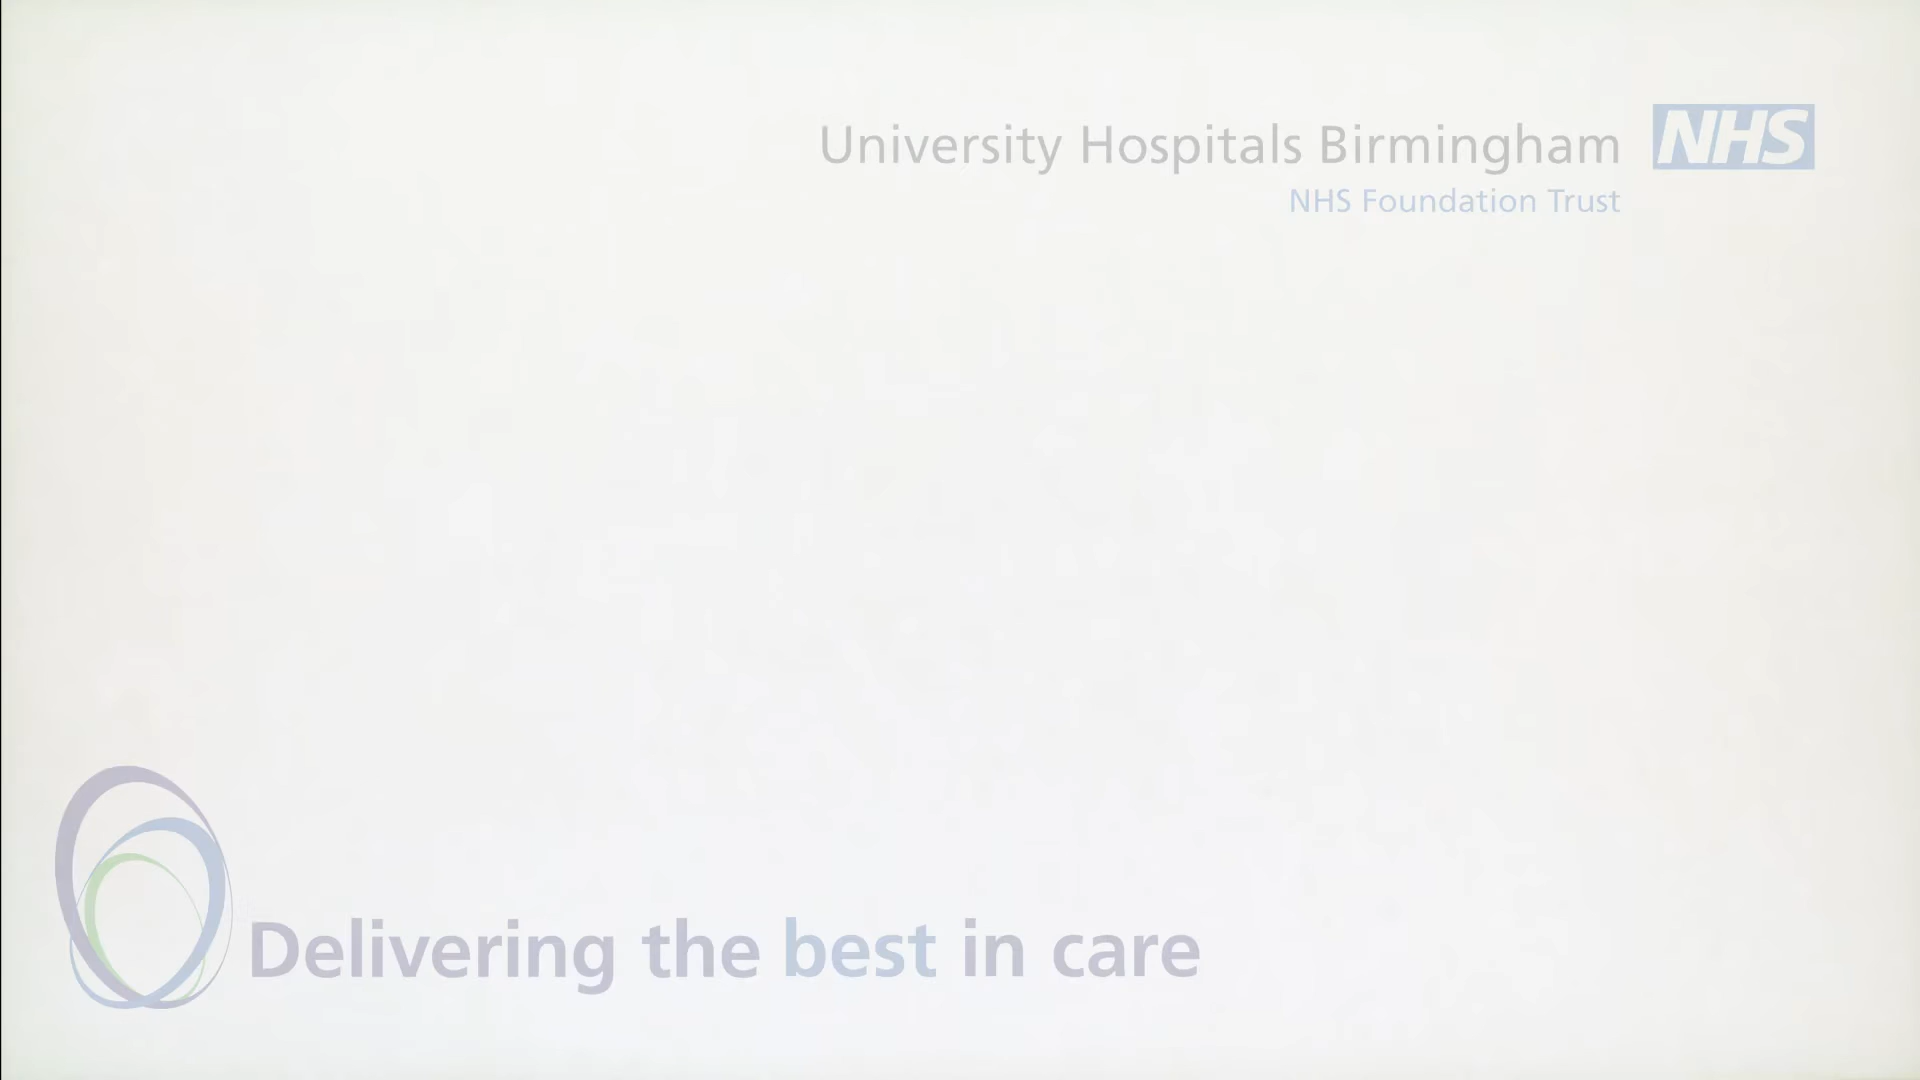 University Hospitals Birmingham NHS
NHS Foundation Trust
Delivering the best in care